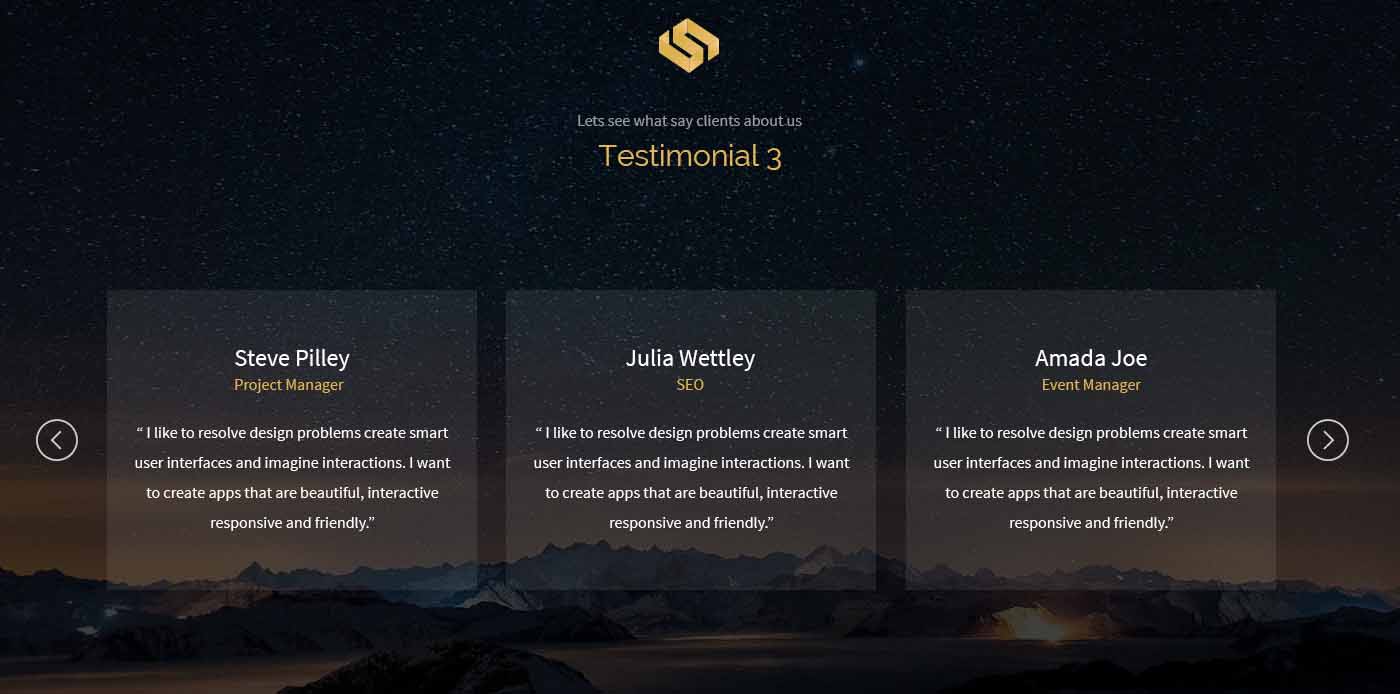 Lets see what say clients about us
Testimonial 3
Steve Pilley
Project Manager
“ I like to resolve design problems create smart
user interfaces and imagine interactions. I want
to create apps that are beautiful, interactive
responsive and friendly.”
Julia Wettley
SEO
“ I like to resolve design problems create smart
user interfaces and imagine interactions. I want
to create apps that are beautiful, interactive
responsive and friendly.”
Amada Joe
Event Manager
“ I like to resolve design problems create smart
user interfaces and imagine interactions. I want
to create apps that are beautiful, interactive
responsive and friendly.”